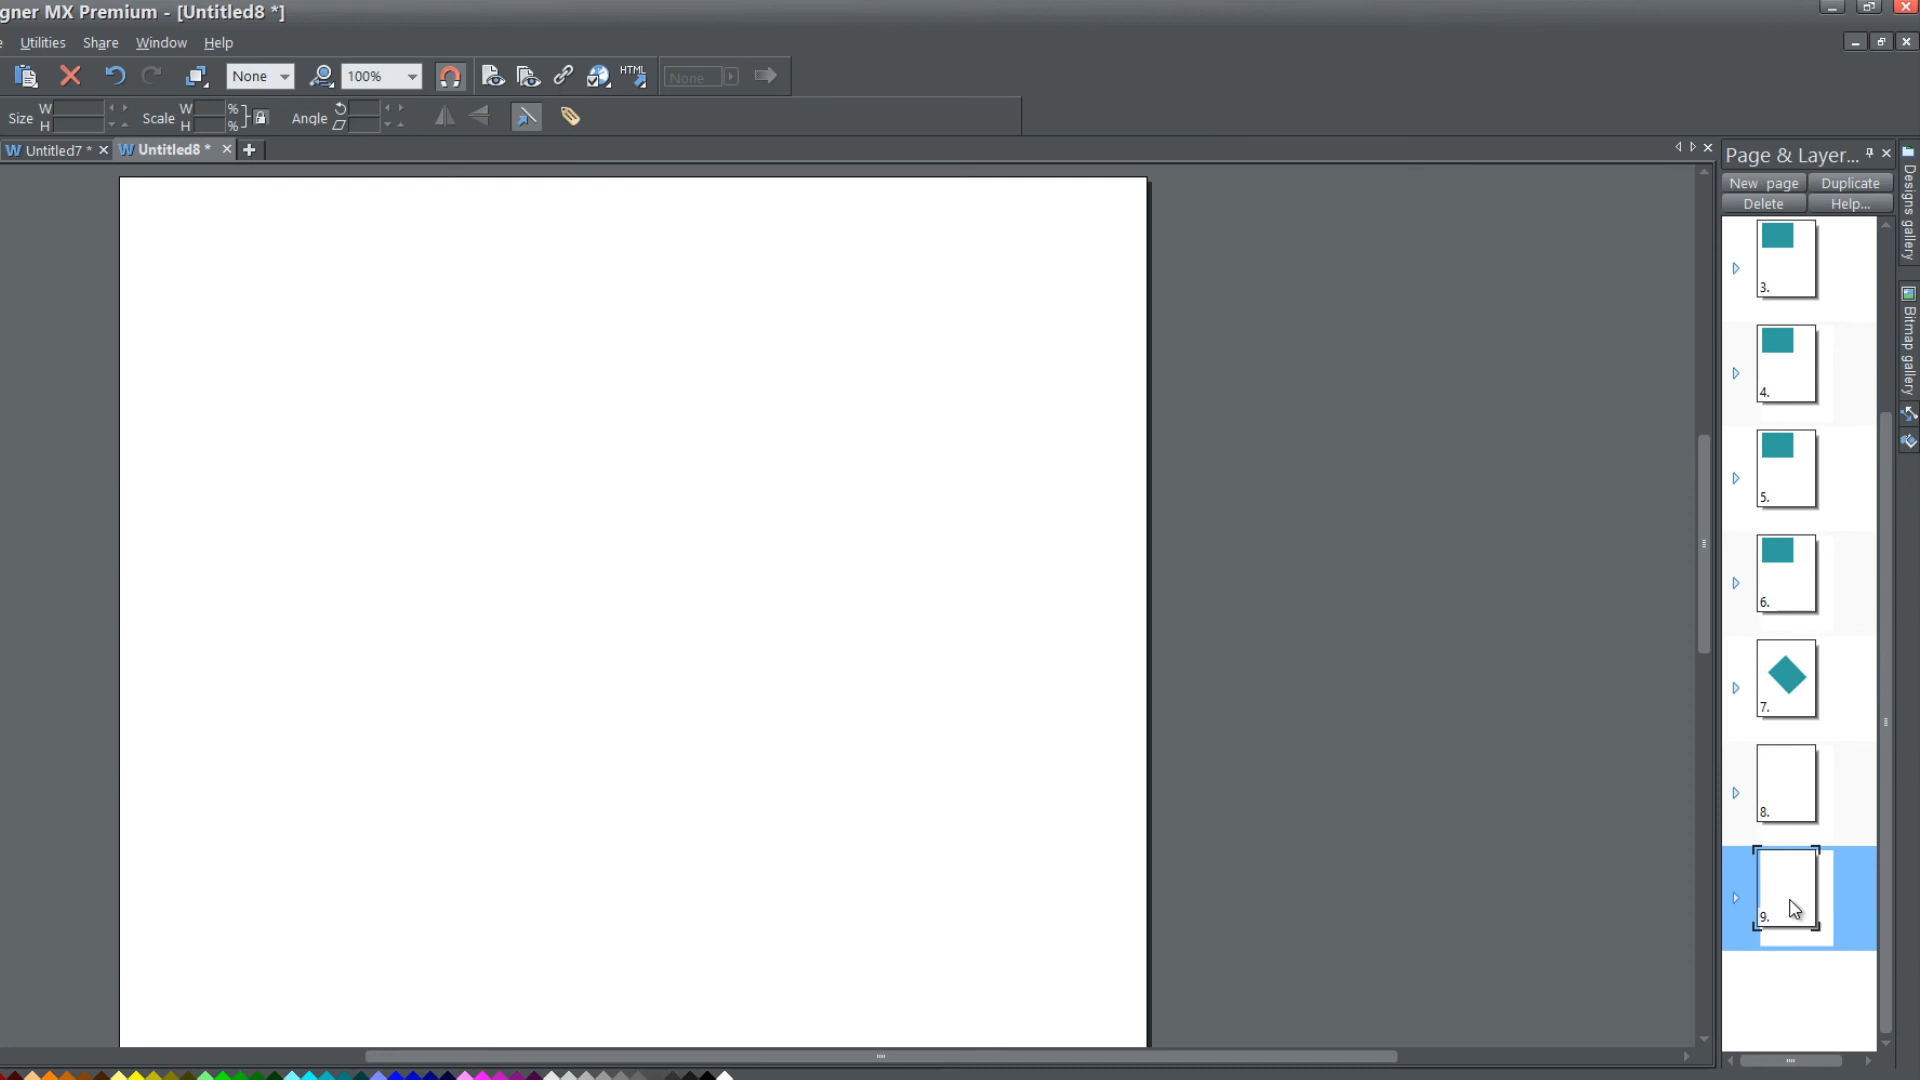 gner MX Premium - [Untitled8 *]
Utilities Share Window Help
None 100% HTML None
Size W H Scale W % % Angle
Untitled7 * Untitled8 *
Page & Layer...
New page Duplicate
Delete Help...
3.
4.
5.
6.
7.
8.
9.
Designs gallery
Bitmap gallery